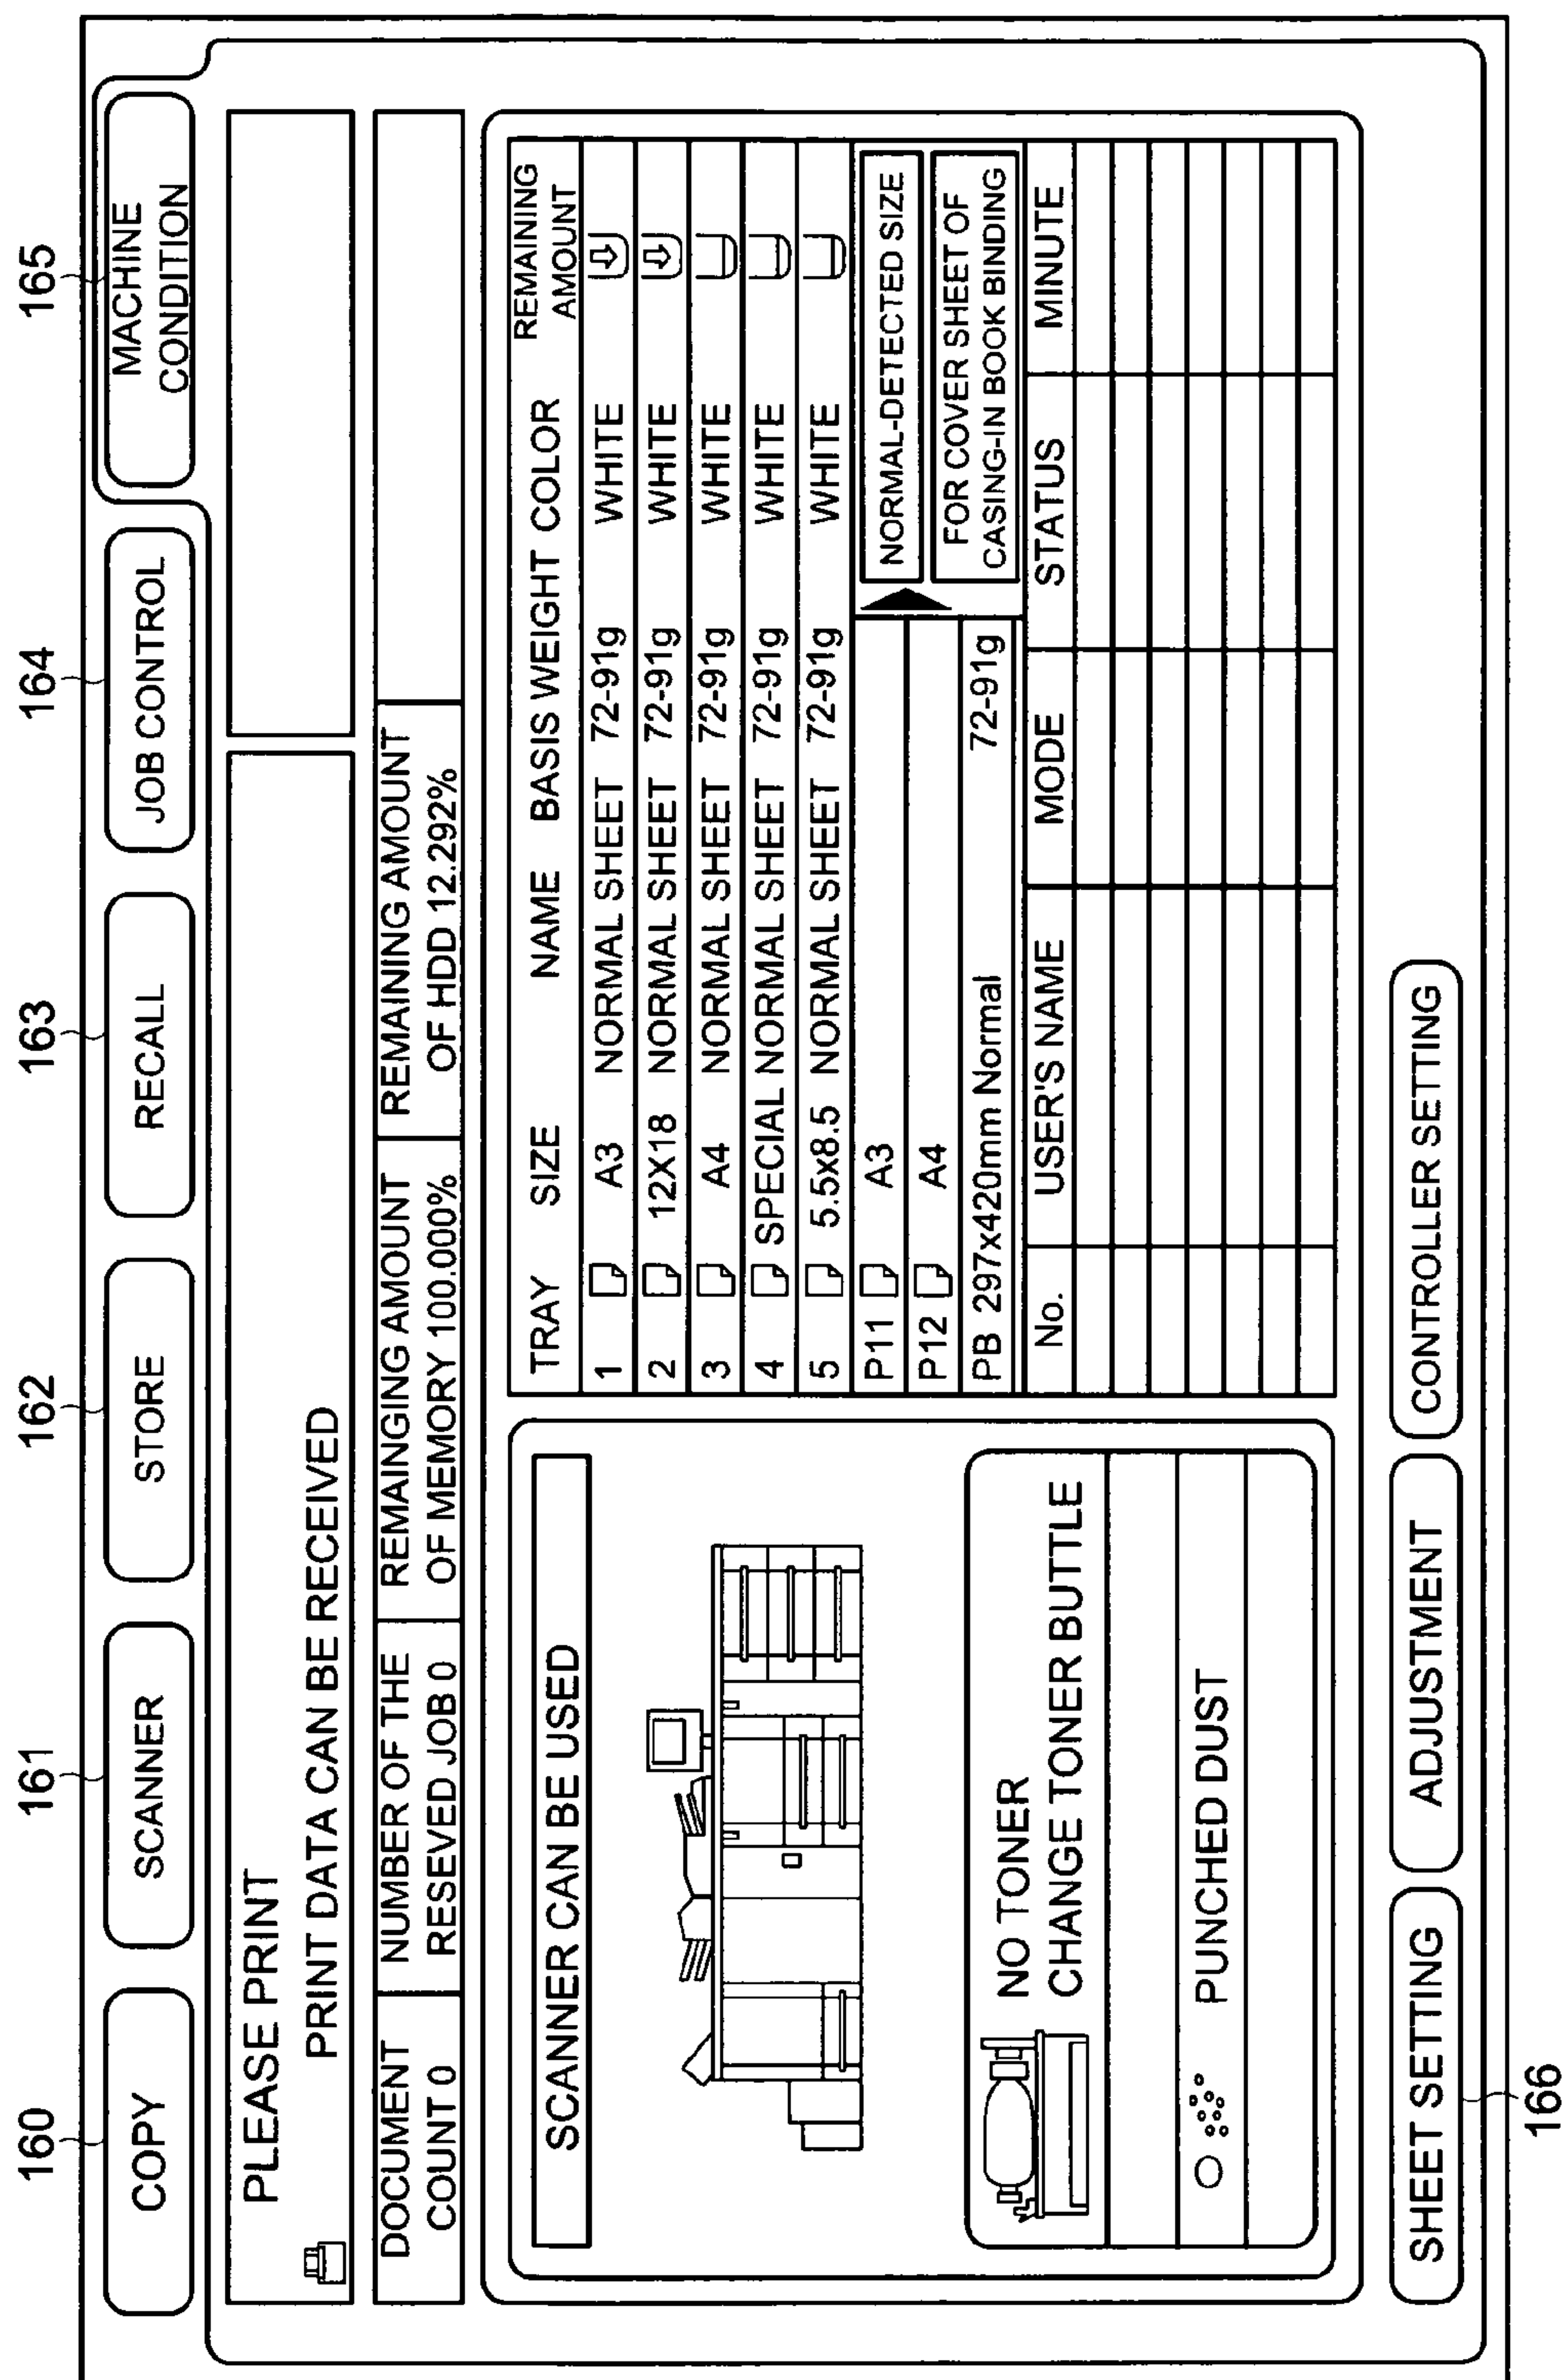 160 161 162 163 164 165
COPY SCANNER STORE RECALL JOB CONTROL MACHINE
CONDITION
PLEASE PRINT
PRINT DATA CAN BE RECEIVED
DOCUMENT
COUNT 0
NUMBER OF THE
RESEVED JOB 0
REMAINGING AMOUNT
OF MEMORY 100.000%
REMAINING AMOUNT
OF HDD 12.292%
SCANNER CAN BE USED
NO TONER
CHANGE TONER BUTTLE
PUNCHED DUST
TRAY SIZE NAME BASIS WEIGHT COLOR REMAINING
AMOUNT
1 A3 NORMAL SHEET 72-91g WHITE
2 12X18 NORMAL SHEET 72-91g WHITE
3 A4 NORMAL SHEET 72-91g WHITE
4 SPECIAL NORMAL SHEET 72-91g WHITE
5 5.5x8.5 NORMAL SHEET 72-91g WHITE
P11 A3
P12 A4
PB 297x420mm Normal 72-91g
NORMAL-DETECTED SIZE
FOR COVER SHEET OF
CASING-IN BOOK BINDING
No. USER'S NAME MODE STATUS MINUTE
SHEET SETTING ADJUSTMENT CONTROLLER SETTING
166